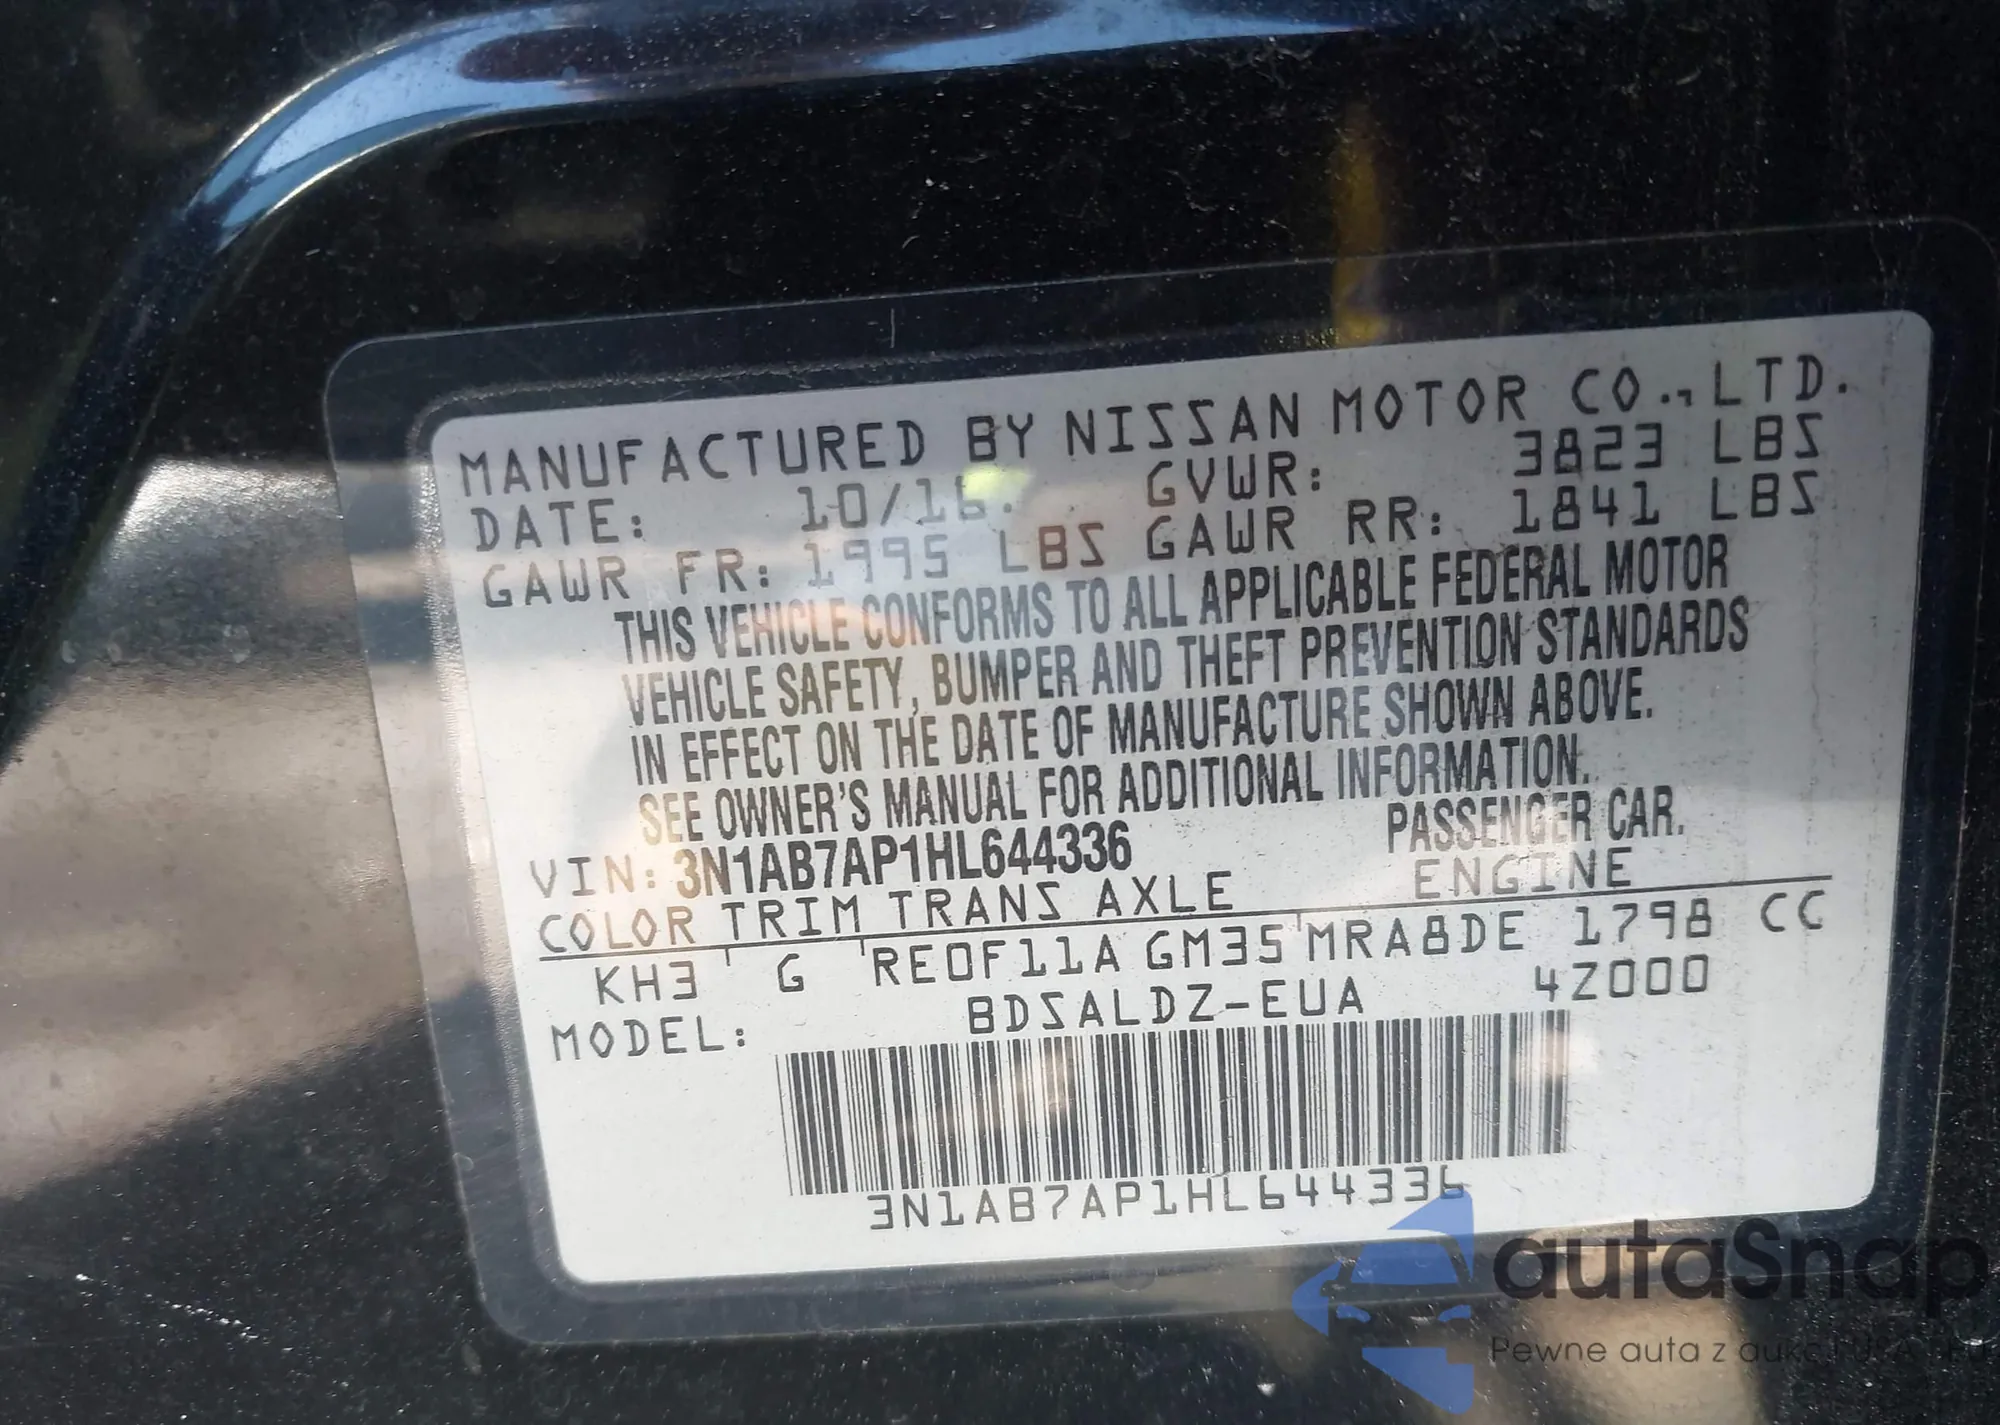 MANUFACTURED BY NISSAN MOTOR CO., LTD.
DATE: 10/16. GVWR: 3823 LBS
GAWR FR: 1995 LBS GAWR RR: 1841 LBS
THIS VEHICLE CONFORMS TO ALL APPLICABLE FEDERAL MOTOR
VEHICLE SAFETY, BUMPER AND THEFT PREVENTION STANDARDS
IN EFFECT ON THE DATE OF MANUFACTURE SHOWN ABOVE.
SEE OWNER'S MANUAL FOR ADDITIONAL INFORMATION.
VIN: 3N1AB7AP1HL644336 PASSENGER CAR.
COLOR TRIM TRANS AXLE ENGINE
KH3 G RE0F11A GM35 MRA8DE 1798 CC
MODEL: BDSALDZ-EUA 4Z000
3N1AB7AP1HL644336
autaSnap
Pewne auta z